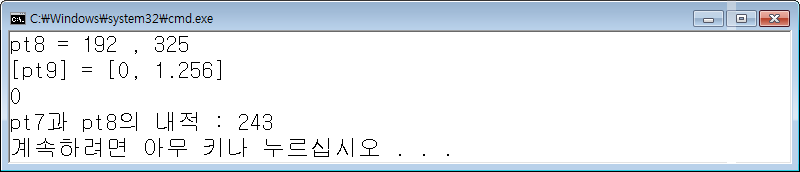 C:\Windows\system32\cmd.exe
pt8 = 192 , 325
[pt9] = [0, 1.256]
0
pt7과 pt8의 내적 : 243
계속하려면 아무 키나 누르십시오 . . .